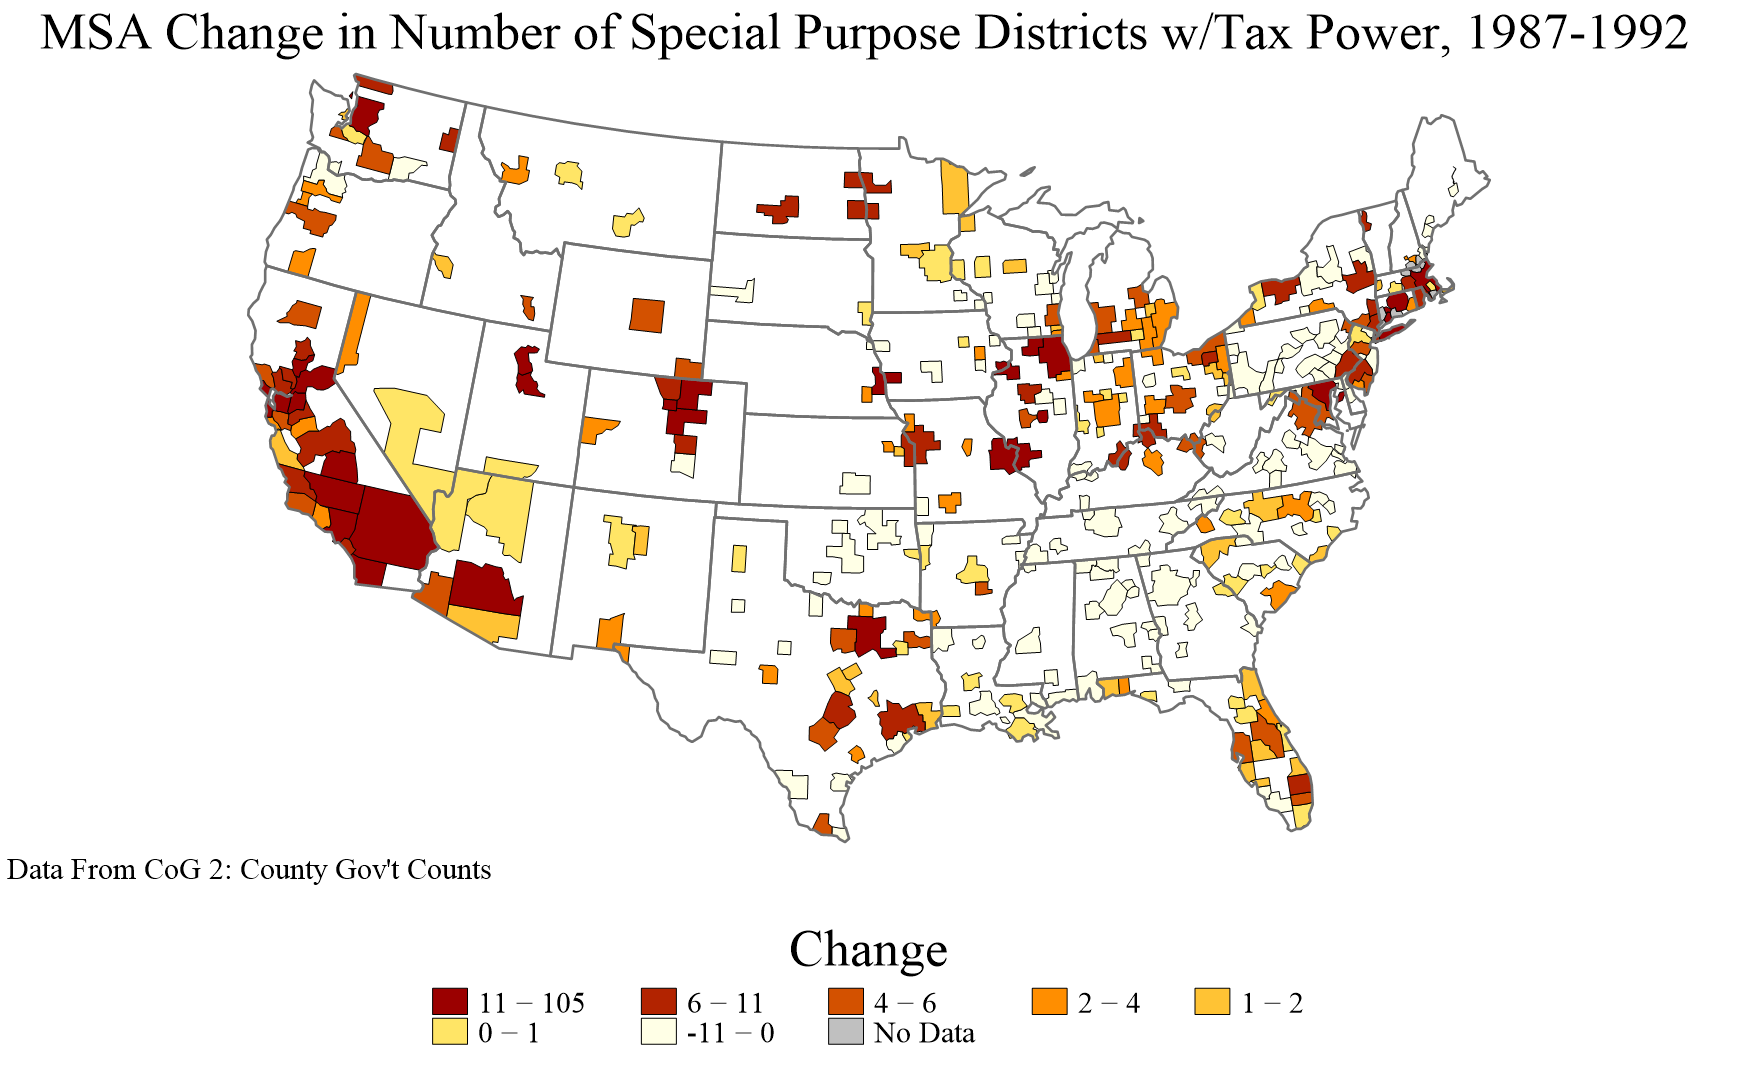 MSA Change in Number of Special Purpose Districts w/Tax Power, 1987-1992
Data From CoG 2: County Gov't Counts
Change
11 – 105 6 – 11 4 – 6 2 – 4 1 – 2
0 – 1 -11 – 0 No Data